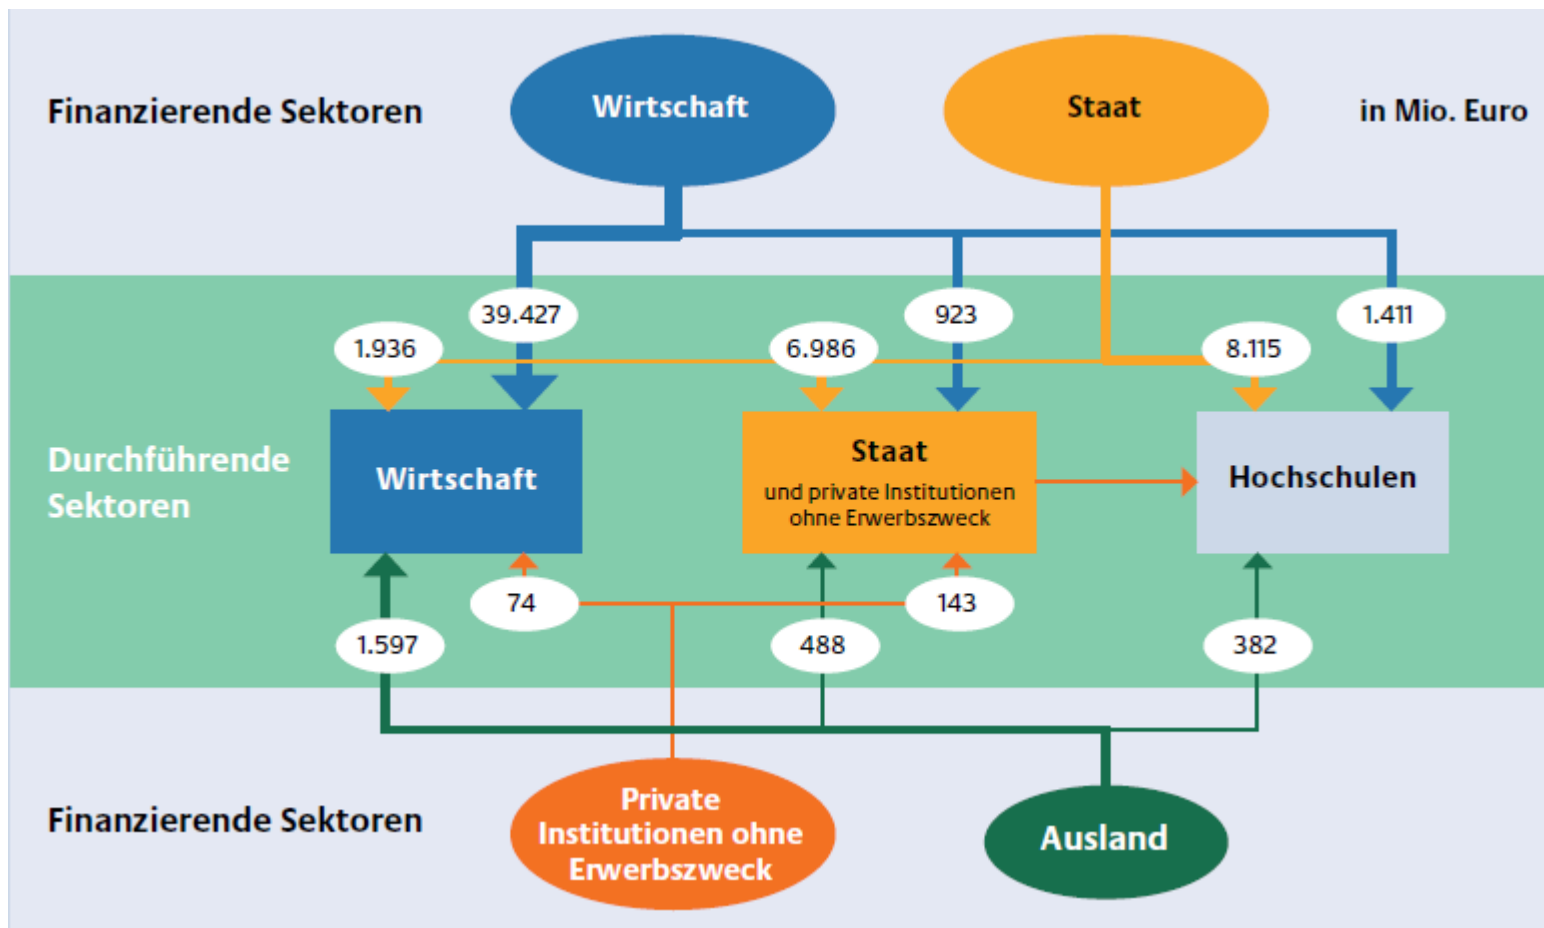 Finanzierende Sektoren
Wirtschaft
Staat
in Mio. Euro
39.427
923
1.411
1.936
6.986
8.115
Durchführende
Sektoren
Wirtschaft
Staat
und private Institutionen
ohne Erwerbszweck
Hochschulen
74
143
1.597
488
382
Finanzierende Sektoren
Private
Institutionen ohne
Erwerbszweck
Ausland